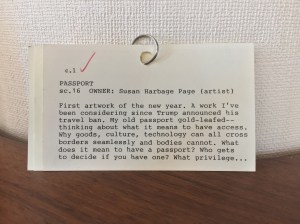 c.1
PASSPORT
sc.16 OWNER: Susan Harbage Page (artist)
First artwork of the new year. A work I've
been considering since Trump announced his
travel ban. My old passport gold-leafed--
thinking about what it means to have access.
Why goods, culture, technology can all cross
borders seamlessly and bodies cannot. What
does it mean to have a passport? Who gets
to decide if you have one? What privilege...